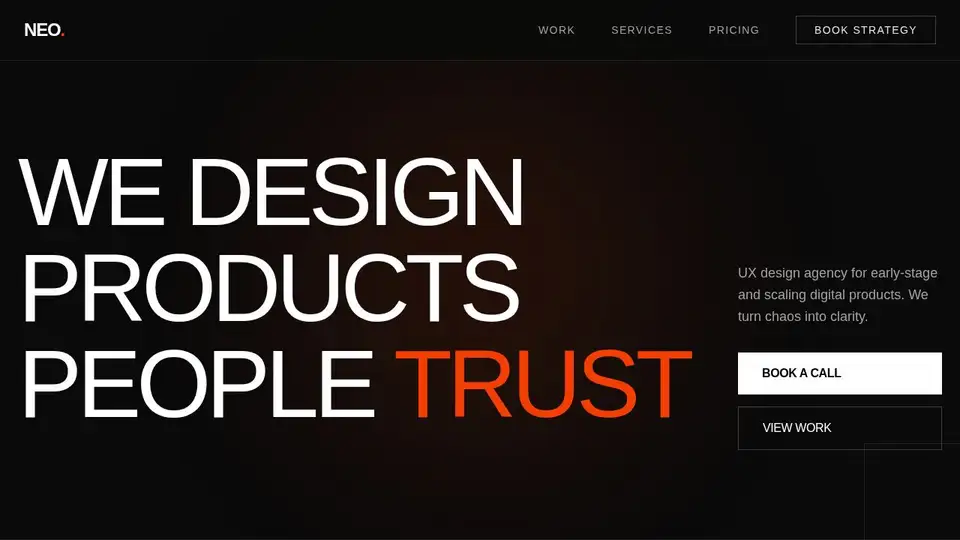 NEO.
WORK
SERVICES
PRICING
BOOK STRATEGY
WE DESIGN
PRODUCTS
PEOPLE TRUST
UX design agency for early-stage
and scaling digital products. We
turn chaos into clarity.
BOOK A CALL
VIEW WORK